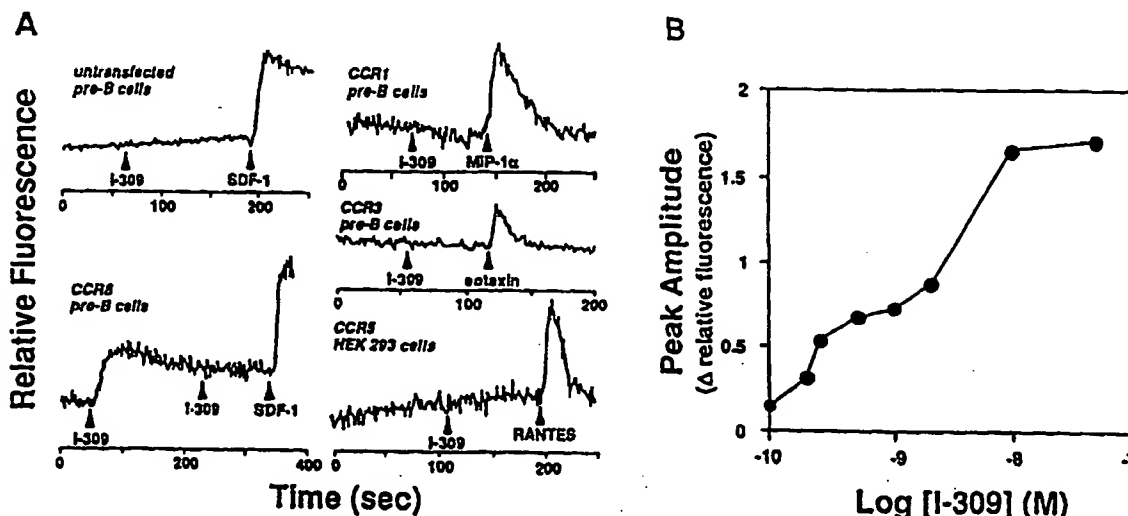 A
Relative Fluorescence
untransfected
pre-B cells
I-309 SDF-1
0 100 200
CCR1
pre-B cells
I-309 MIP-1α
0 100 200
CCR3
pre-B cells
I-309 eotaxin
0 100 200
CCR8
pre-B cells
I-309 I-309 SDF-1
0 200 400
CCR5
HEK 293 cells
I-309 RANTES
0 100 200
Time (sec)
B
Peak Amplitude
(Δ relative fluorescence)
2
1.5
1
0.5
0
-10 -9 -8
Log [I-309] (M)